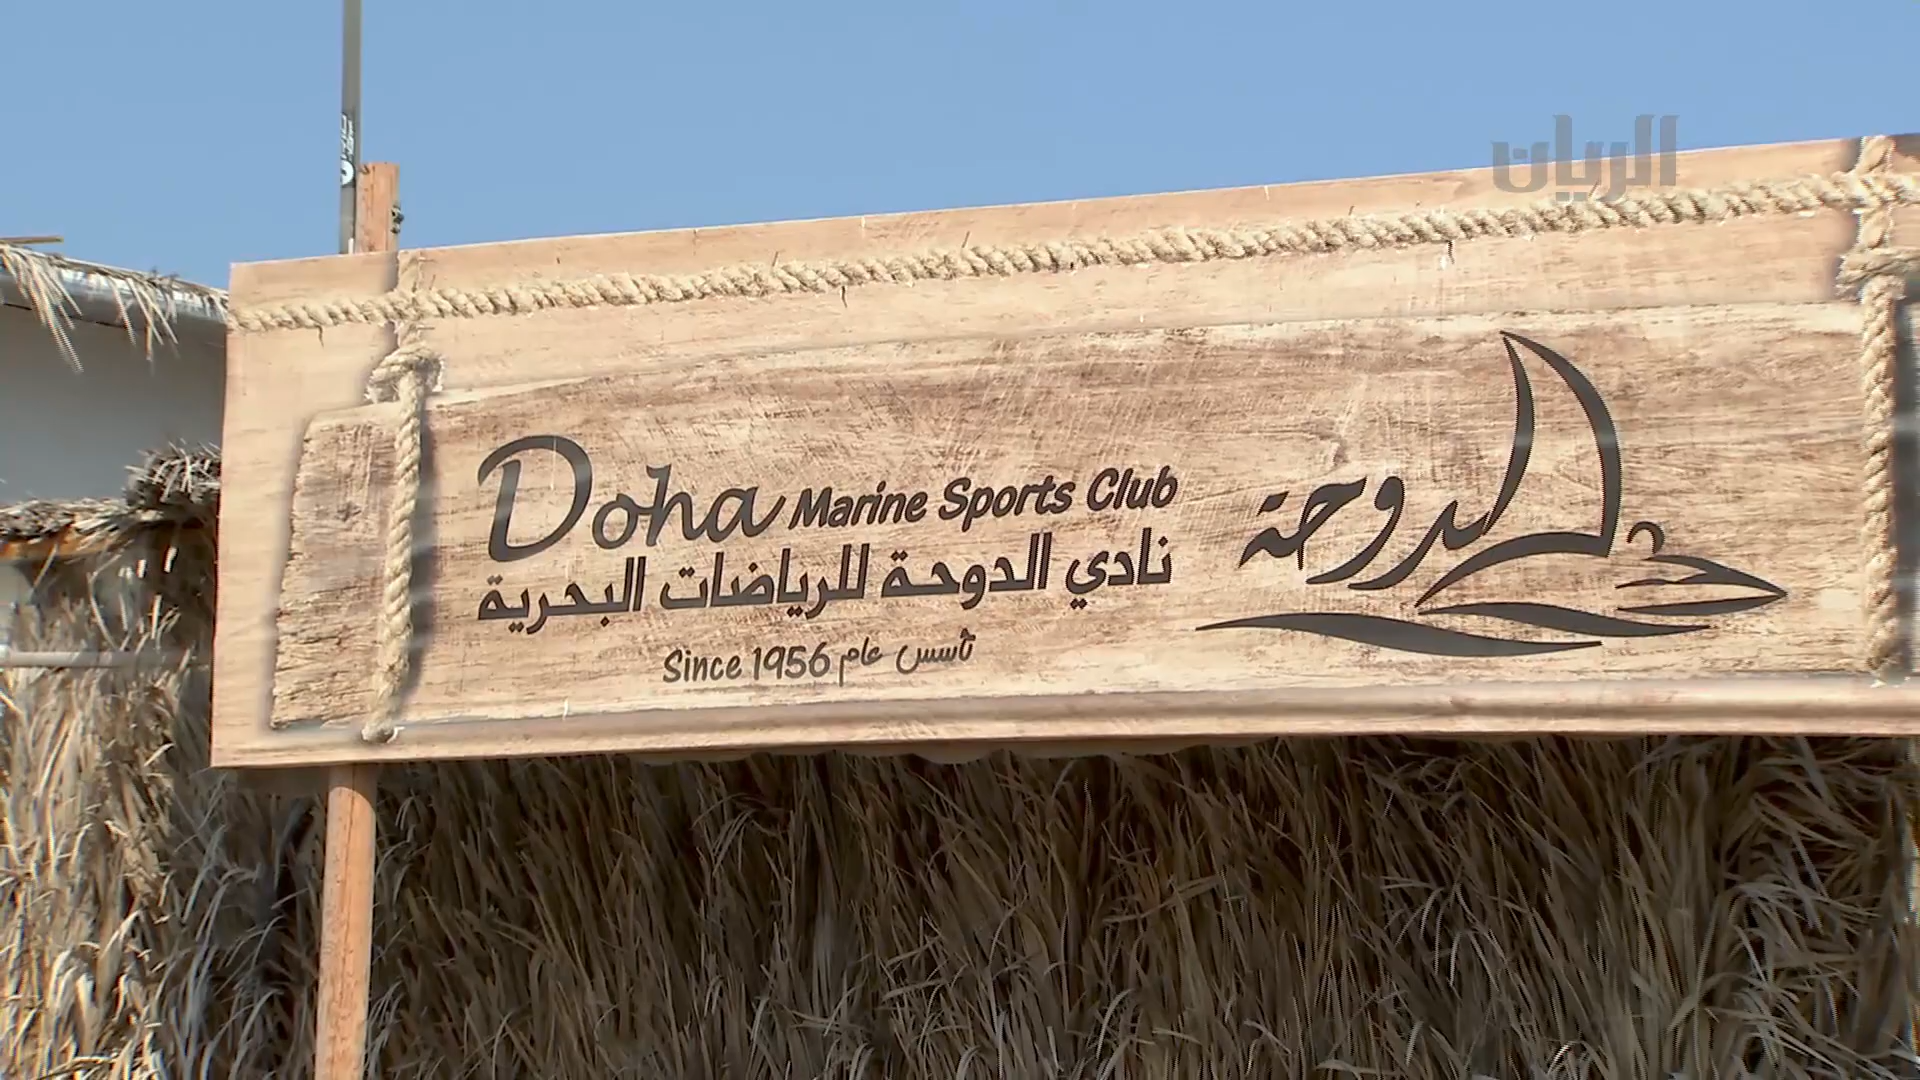 الريان
Doha Marine Sports Club
نادي الدوحة للرياضات البحرية
Since 1956 تأسس عام
الدوحة